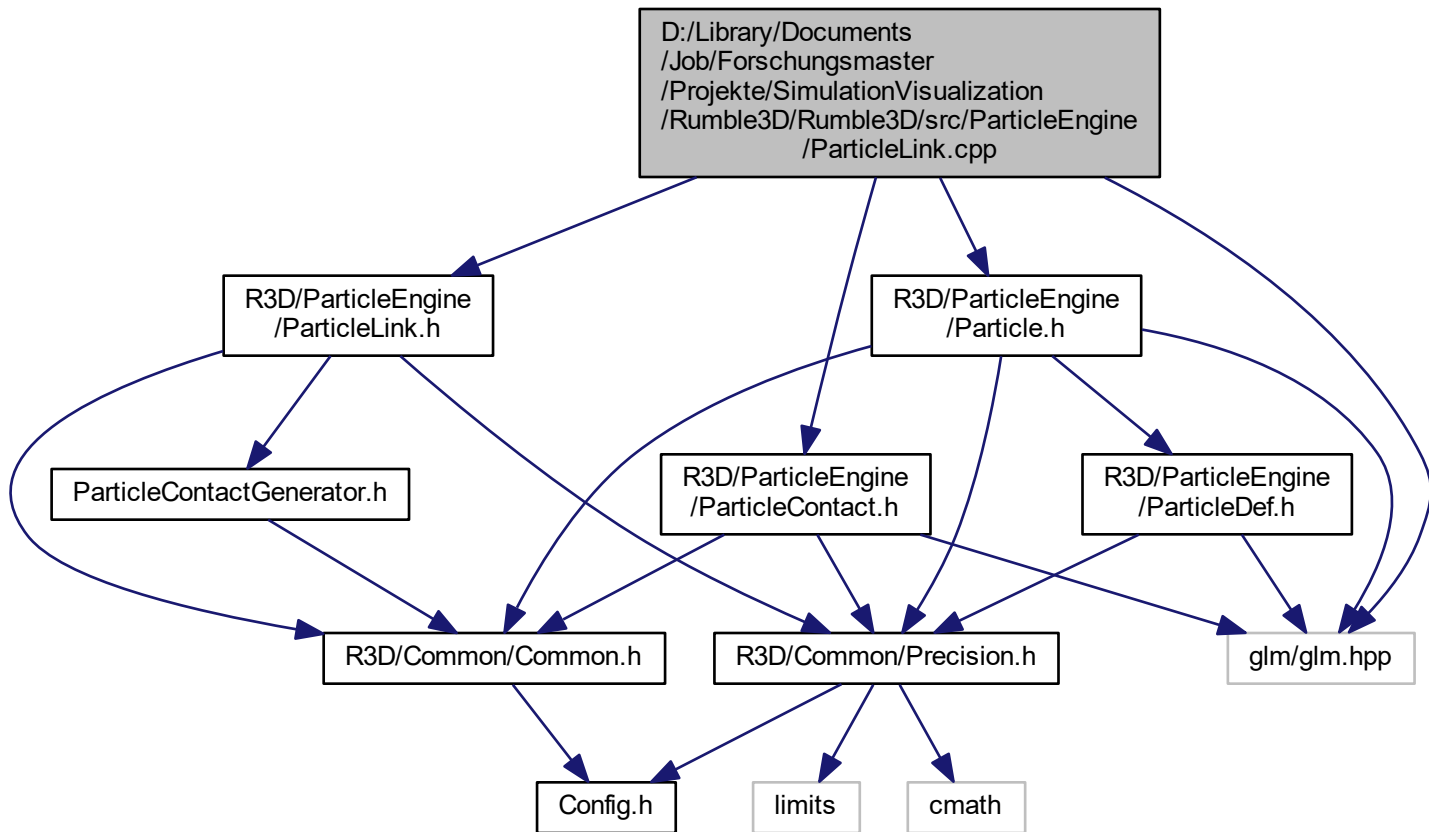 D:/Library/Documents
/Job/Forschungsmaster
/Projekte/SimulationVisualization
/Rumble3D/Rumble3D/src/ParticleEngine
/ParticleLink.cpp
R3D/ParticleEngine
/ParticleLink.h
R3D/ParticleEngine
/Particle.h
ParticleContactGenerator.h
R3D/ParticleEngine
/ParticleContact.h
R3D/ParticleEngine
/ParticleDef.h
R3D/Common/Common.h
R3D/Common/Precision.h
glm/glm.hpp
Config.h
limits
cmath